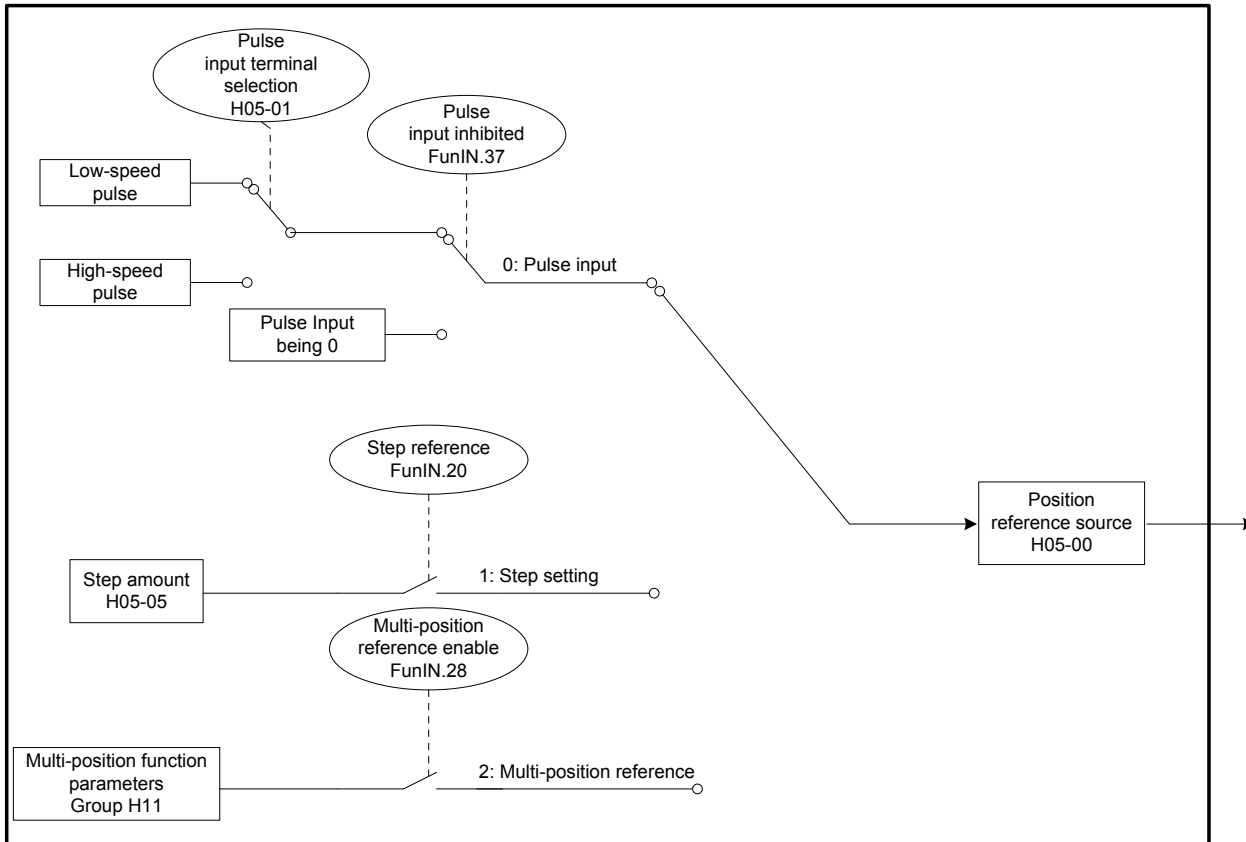 Pulse
input terminal
selection
H05-01
Pulse
input inhibited
FunIN.37
Low-speed
pulse
High-speed
pulse
0: Pulse input
Pulse Input
being 0
Step reference
FunIN.20
Position
reference source
H05-00
Step amount
H05-05
1: Step setting
Multi-position
reference enable
FunIN.28
Multi-position function
parameters
Group H11
2: Multi-position reference